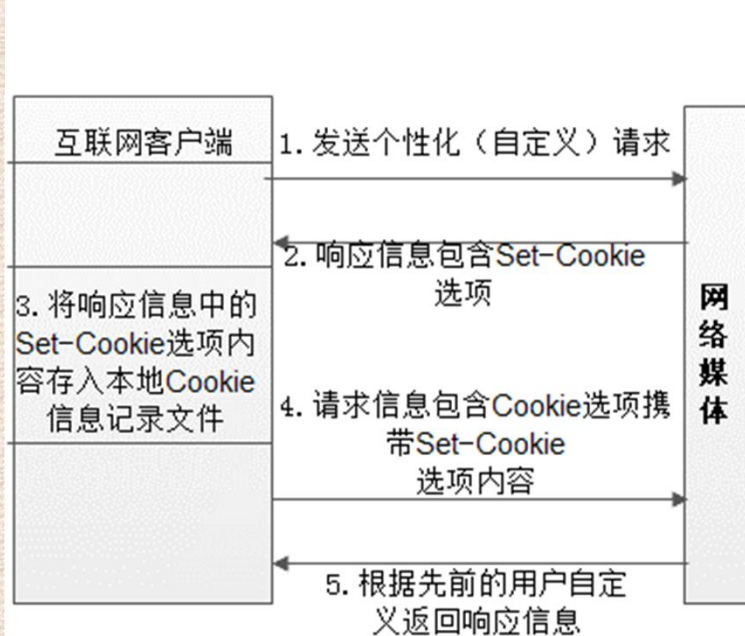 互联网客户端
1.发送个性化（自定义）请求
2.响应信息包含Set-Cookie
选项
3.将响应信息中的
Set-Cookie选项内
容存入本地Cookie
信息记录文件
4.请求信息包含Cookie选项携
带Set-Cookie
选项内容
5.根据先前的用户自定
义返回响应信息
网
络
媒
体